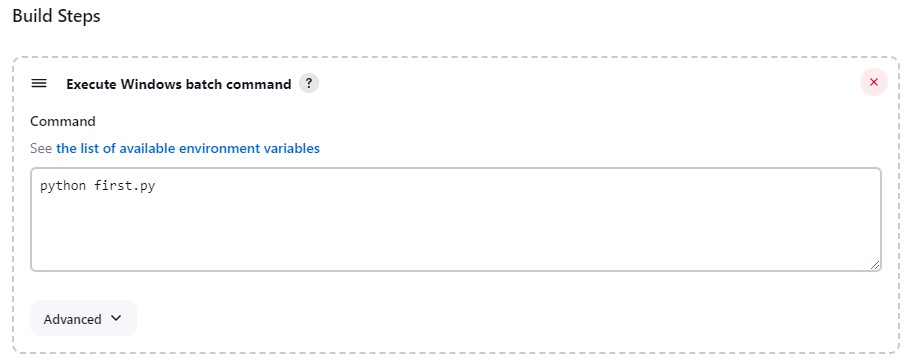 Build Steps
Execute Windows batch command ?
Command
See the list of available environment variables
python first.py
Advanced